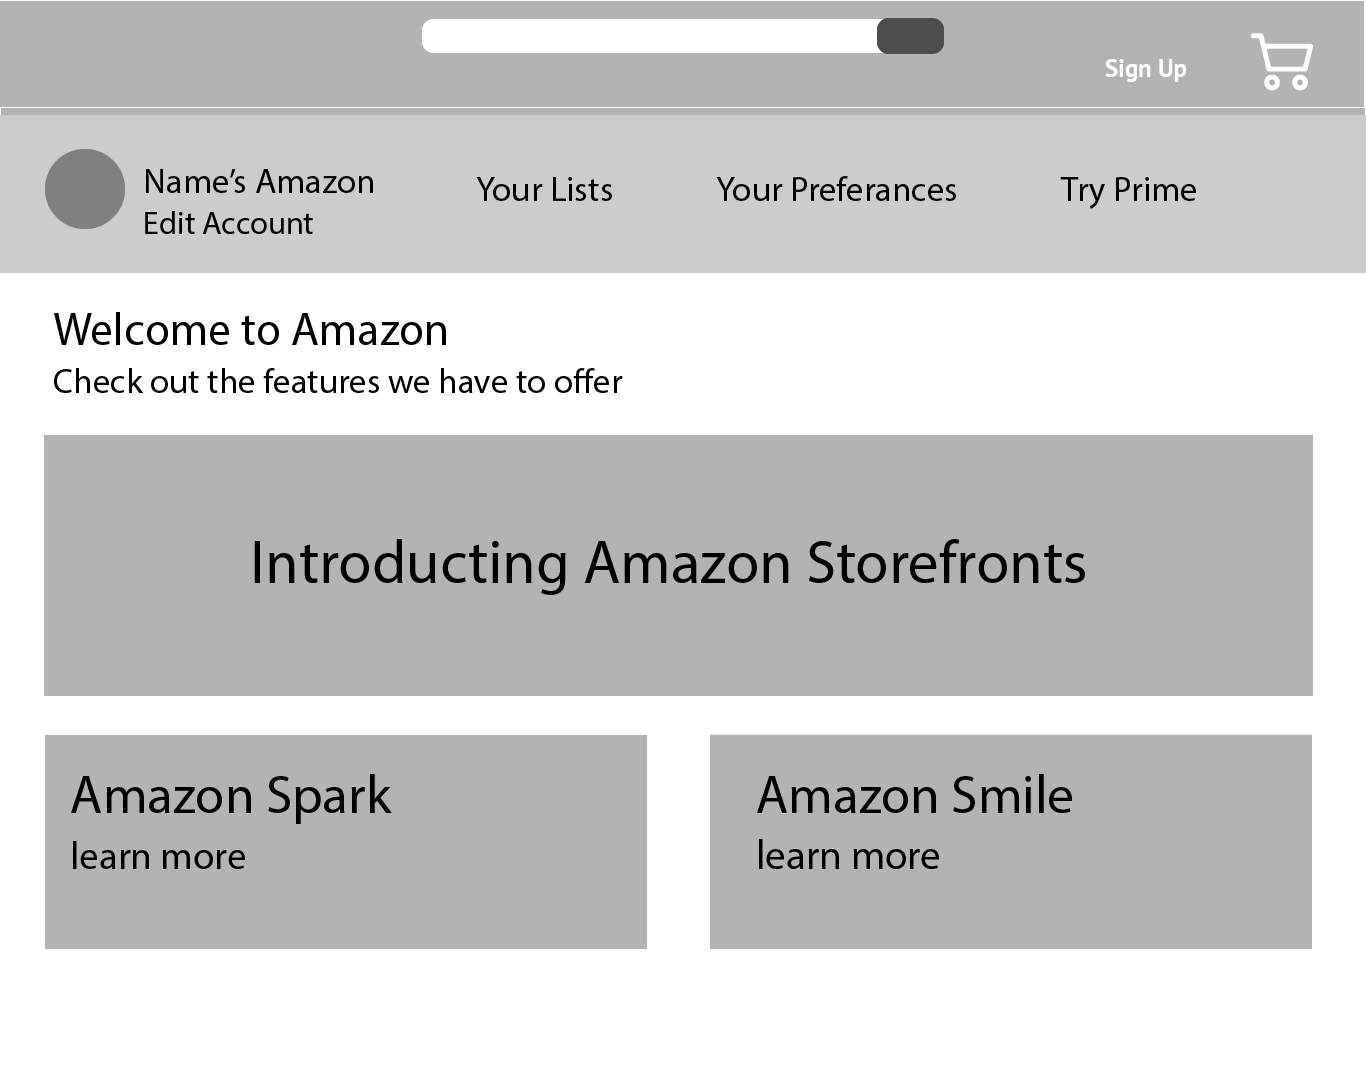 Sign Up
Name's Amazon
Edit Account
Your Lists
Your Preferances
Try Prime
Welcome to Amazon
Check out the features we have to offer
Introducting Amazon Storefronts
Amazon Spark
learn more
Amazon Smile
learn more